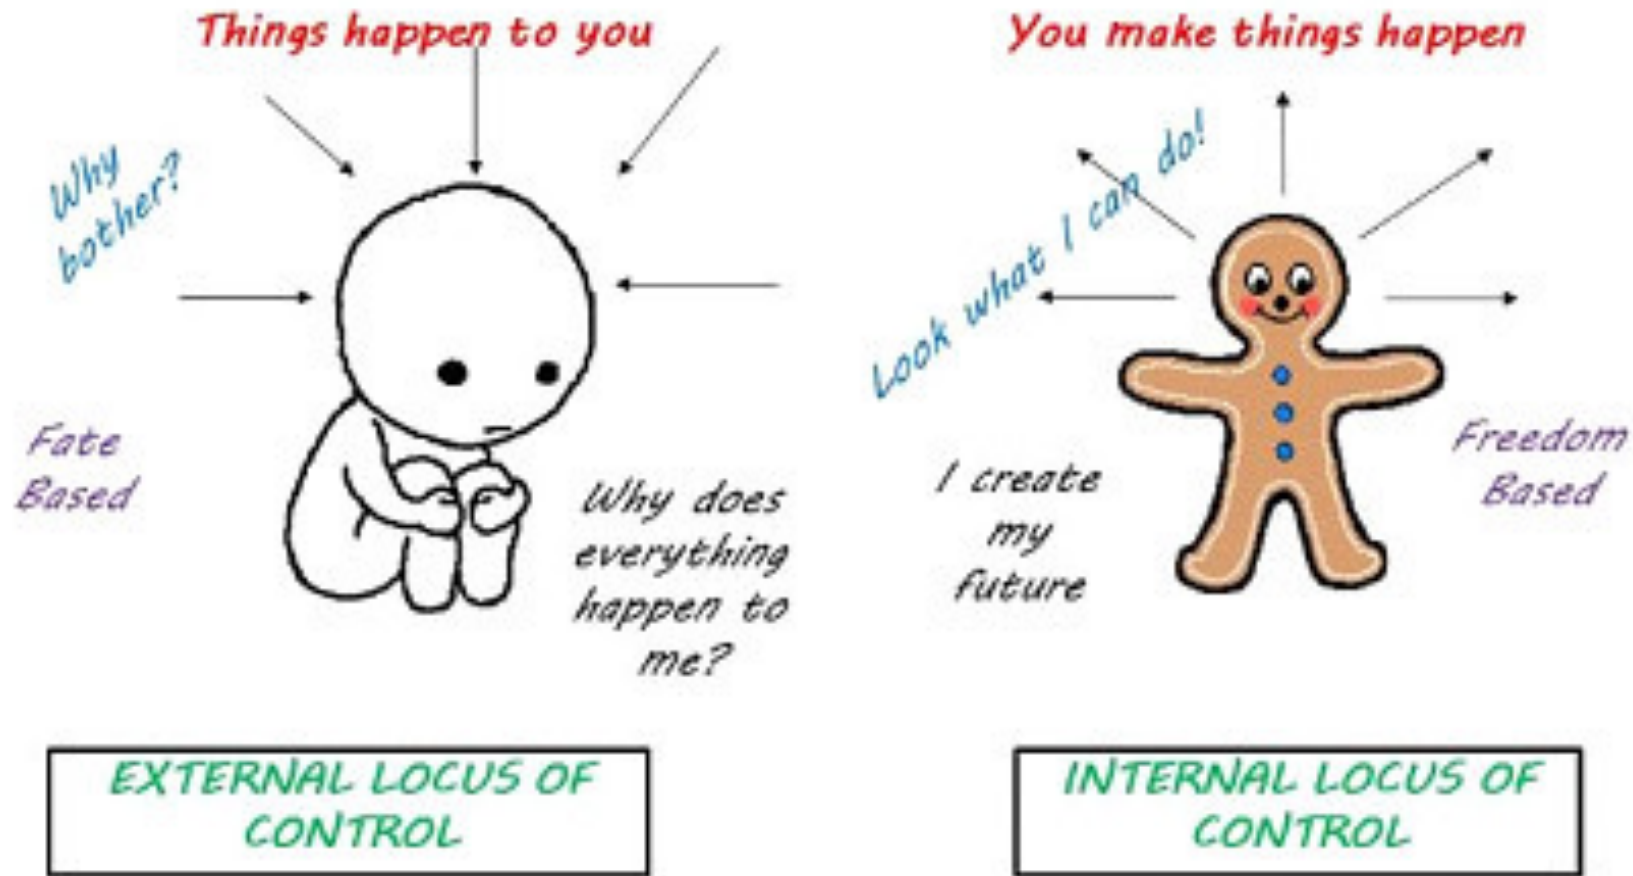 Things happen to you
Why
bother?
Fate
Based
Why does
everything
happen to
me?
EXTERNAL LOCUS OF
CONTROL
You make things happen
Look what I can do!
I create
my
future
Freedom
Based
INTERNAL LOCUS OF
CONTROL